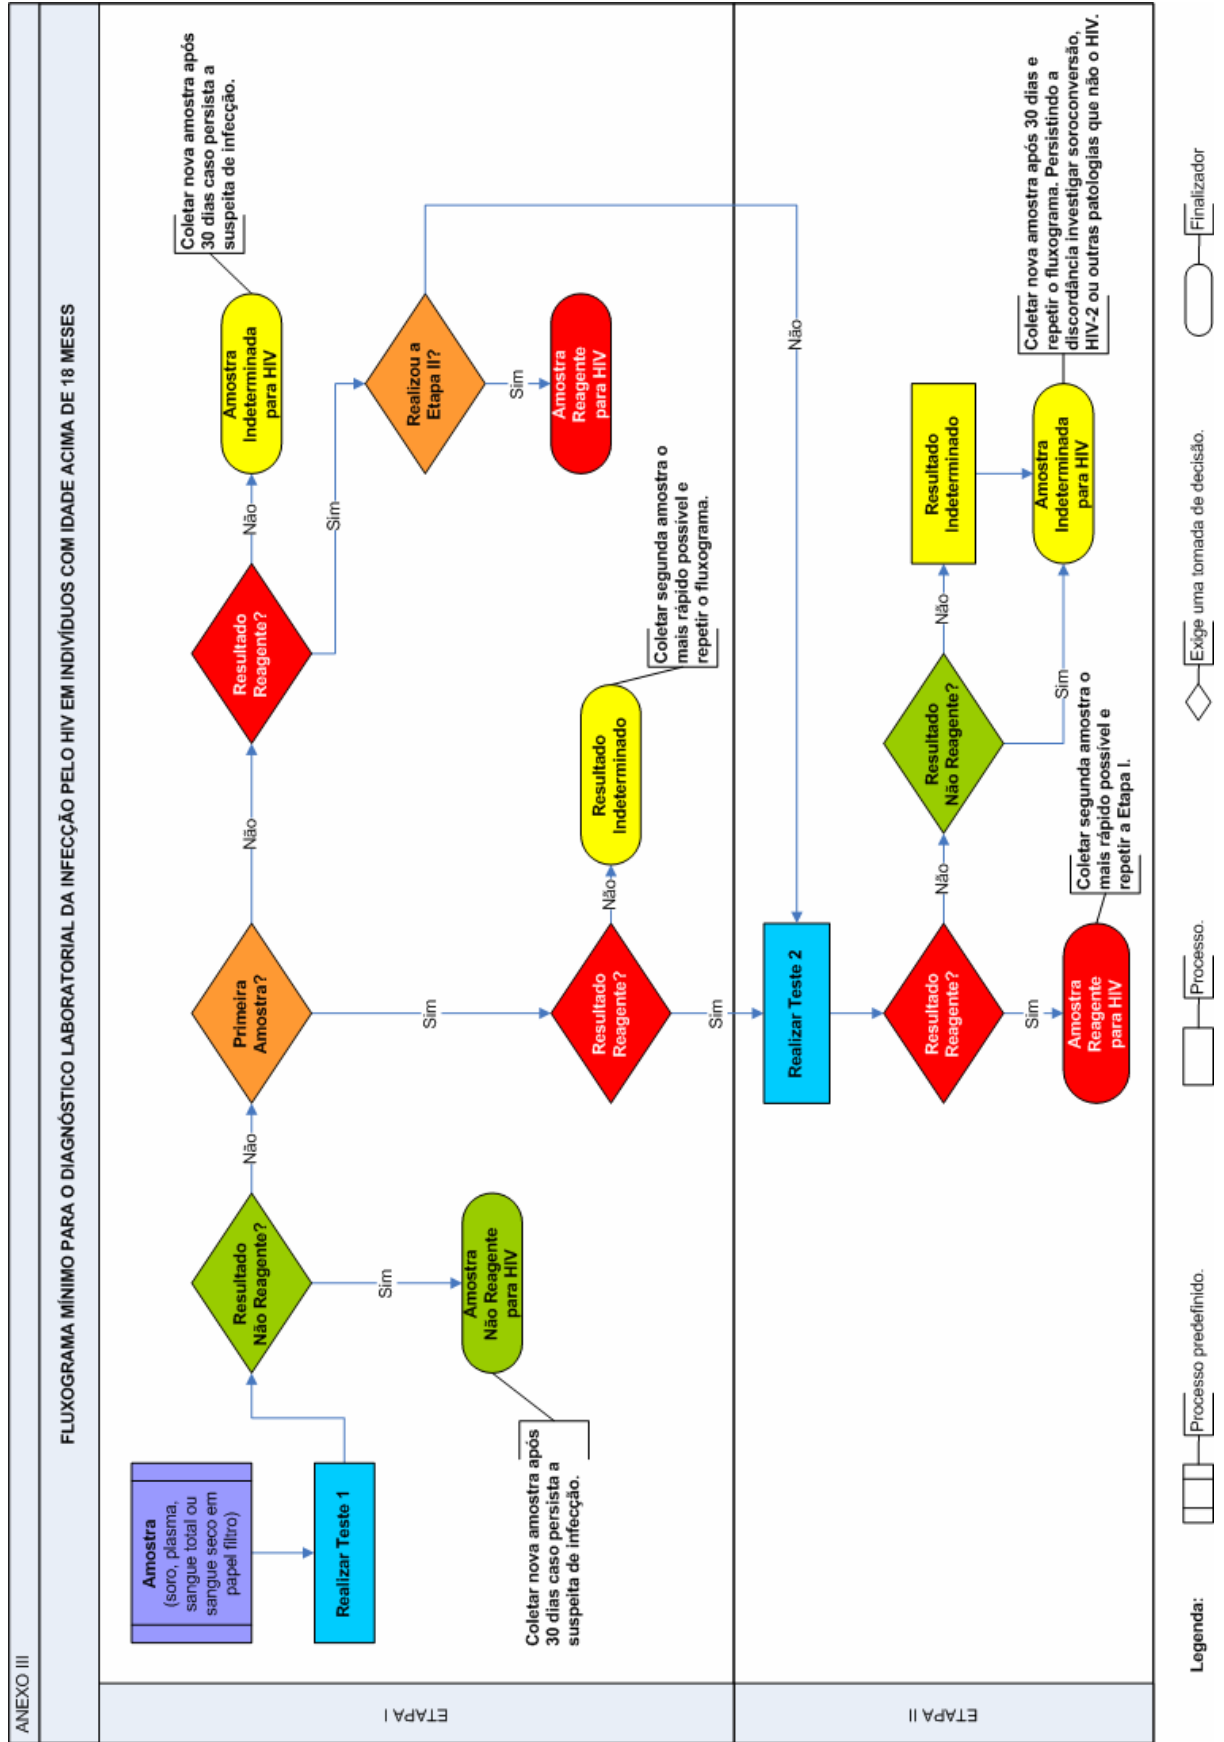 ANEXO III
FLUXOGRAMA MÍNIMO PARA O DIAGNÓSTICO LABORATORIAL DA INFECÇÃO PELO HIV EM INDIVÍDUOS COM IDADE ACIMA DE 18 MESES
ETAPA I
Amostra
(soro, plasma,
sangue total ou
sangue seco em
papel filtro)
Realizar Teste 1
Resultado
Não Reagente?
Sim
Amostra
Não Reagente
para HIV
Coletar nova amostra após
30 dias caso persista a
suspeita de infecção.
Não
Primeira
Amostra?
Sim
Resultado
Reagente?
Não
Resultado
Indeterminado
Coletar segunda amostra o
mais rápido possível e
repetir o fluxograma.
Sim
Não
Resultado
Reagente?
Não
Amostra
Indeterminada
para HIV
Coletar nova amostra após
30 dias caso persista a
suspeita de infecção.
Sim
Realizou a
Etapa II?
Sim
Amostra
Reagente
para HIV
Não
ETAPA II
Realizar Teste 2
Resultado
Reagente?
Sim
Amostra
Reagente
para HIV
Coletar segunda amostra o
mais rápido possível e
repetir a Etapa I.
Não
Resultado
Não Reagente?
Não
Resultado
Indeterminado
Sim
Amostra
Indeterminada
para HIV
Coletar nova amostra após 30 dias e
repetir o fluxograma. Persistindo a
discordância investigar soroconversão,
HIV-2 ou outras patologias que não o HIV.
Legenda:
Processo predefinido.
Processo.
Exige uma tomada de decisão.
Finalizador